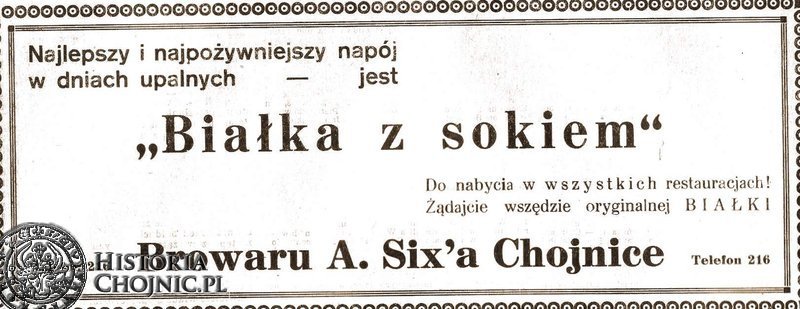 Najlepszy i najpożywniejszy napój
w dniach upalnych — jest
„Białka z sokiem“
Do nabycia w wszystkich restauracjach!
Żądajcie wszędzie oryginalnej BIAŁKI
Browaru A. Six'a Chojnice Telefon 216
HISTORIA
CHOJNIC.PL